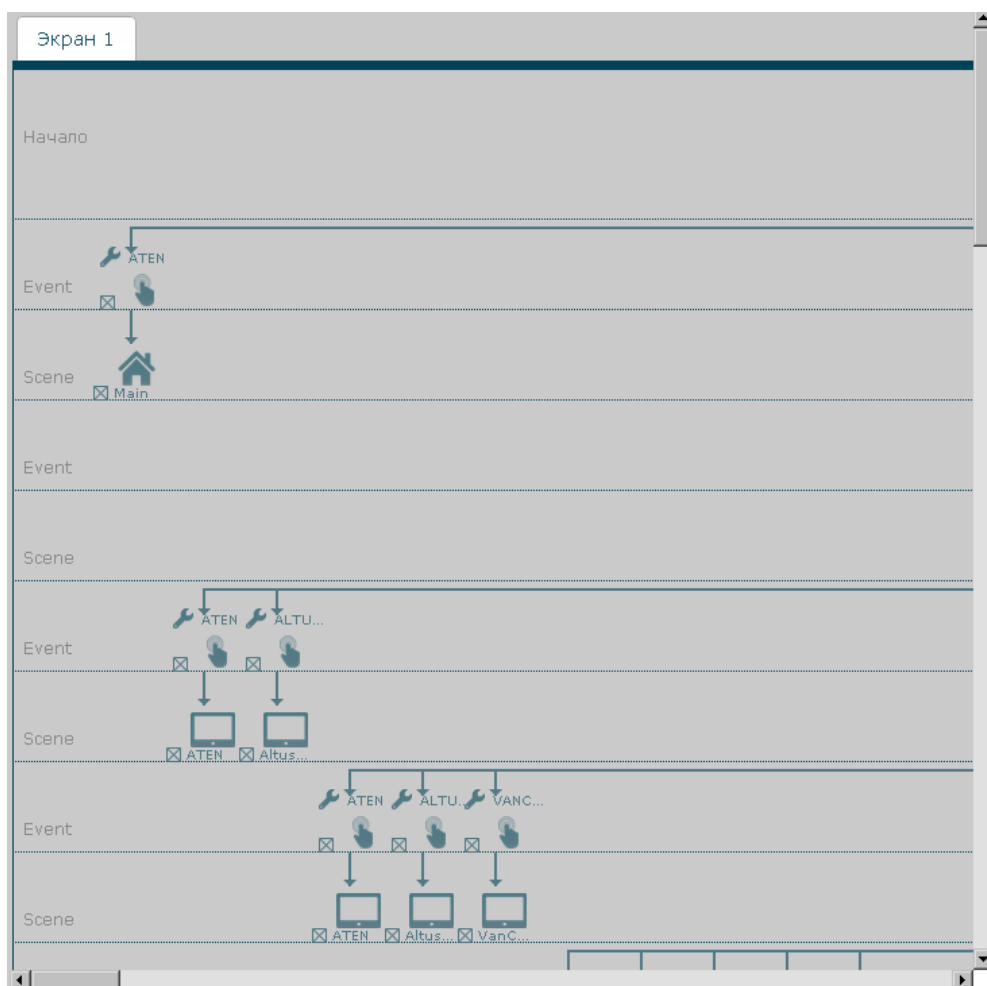 Экран 1
Начало
ATEN
Event
Scene
Main
Event
Scene
ATEN ALTU...
Event
Scene
ATEN Altus...
ATEN ALTU... VANC...
Event
Scene
ATEN Altus... VanC...